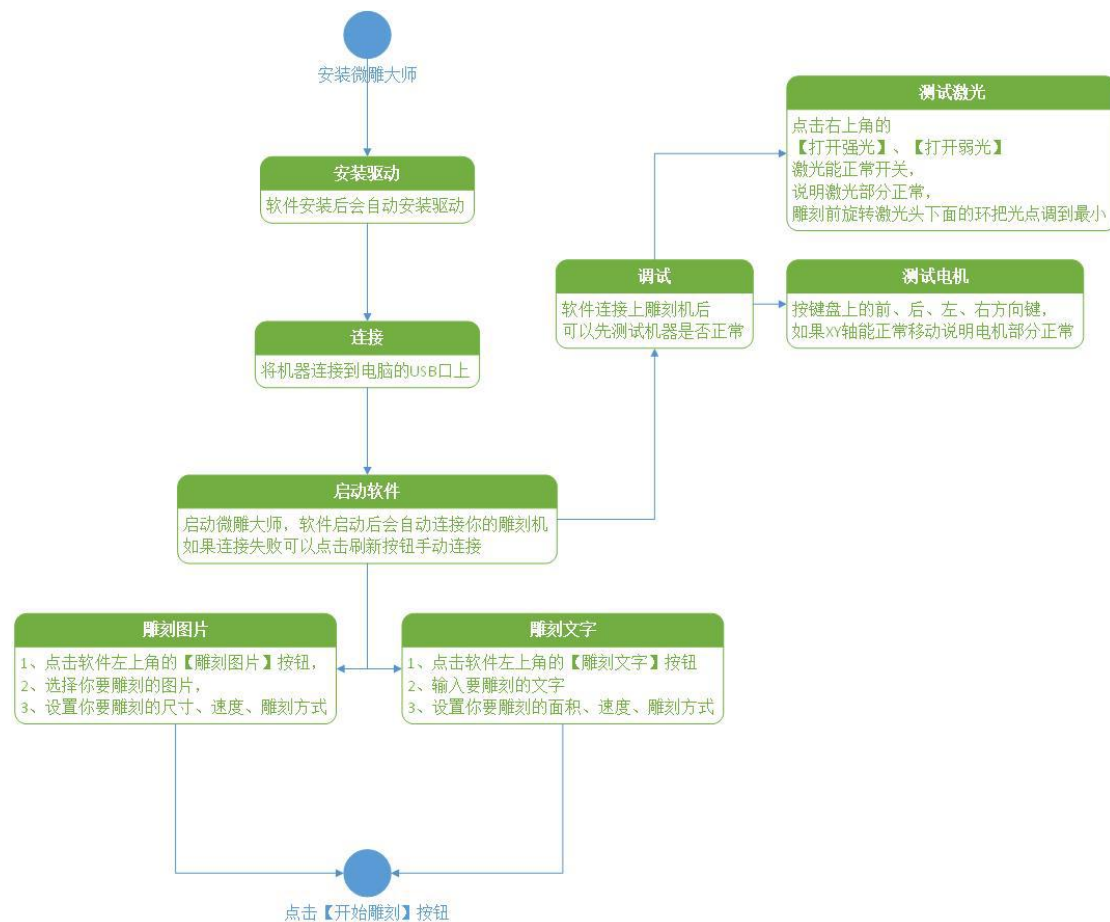 安装微雕大师
安装驱动
软件安装后会自动安装驱动
连接
将机器连接到电脑的USB口上
启动软件
启动微雕大师，软件启动后会自动连接你的雕刻机
如果连接失败可以点击刷新按钮手动连接
调试
软件连接上雕刻机后
可以先测试机器是否正常
测试激光
点击右上角的
【打开强光】、【打开弱光】
激光能正常开关，
说明激光部分正常，
雕刻前旋转激光头下面的环把光点调到最小
测试电机
按键盘上的前、后、左、右方向键，
如果XY轴能正常移动说明电机部分正常
雕刻图片
1、点击软件左上角的【雕刻图片】按钮，
2、选择你要雕刻的图片，
3、设置你要雕刻的尺寸、速度、雕刻方式
雕刻文字
1、点击软件左上角的【雕刻文字】按钮
2、输入要雕刻的文字
3、设置你要雕刻的面积、速度、雕刻方式
点击【开始雕刻】按钮